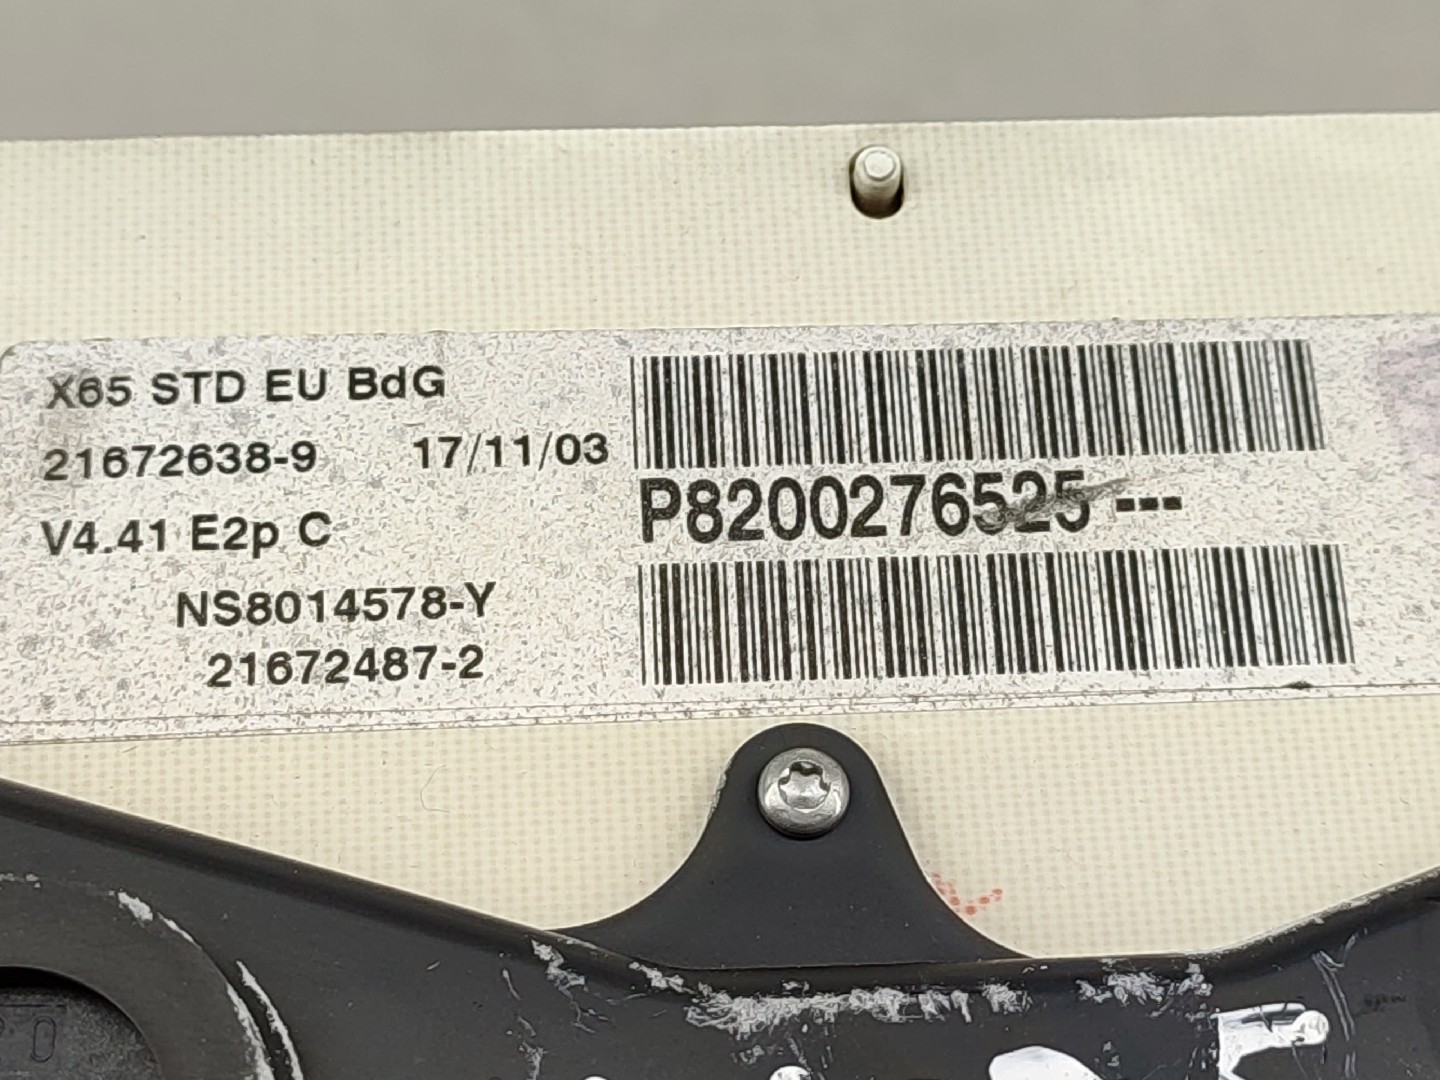 X65 STD EU BdG
21672638-9 17/11/03
V4.41 E2p C
NS8014578-Y
21672487-2
P8200276525 ---